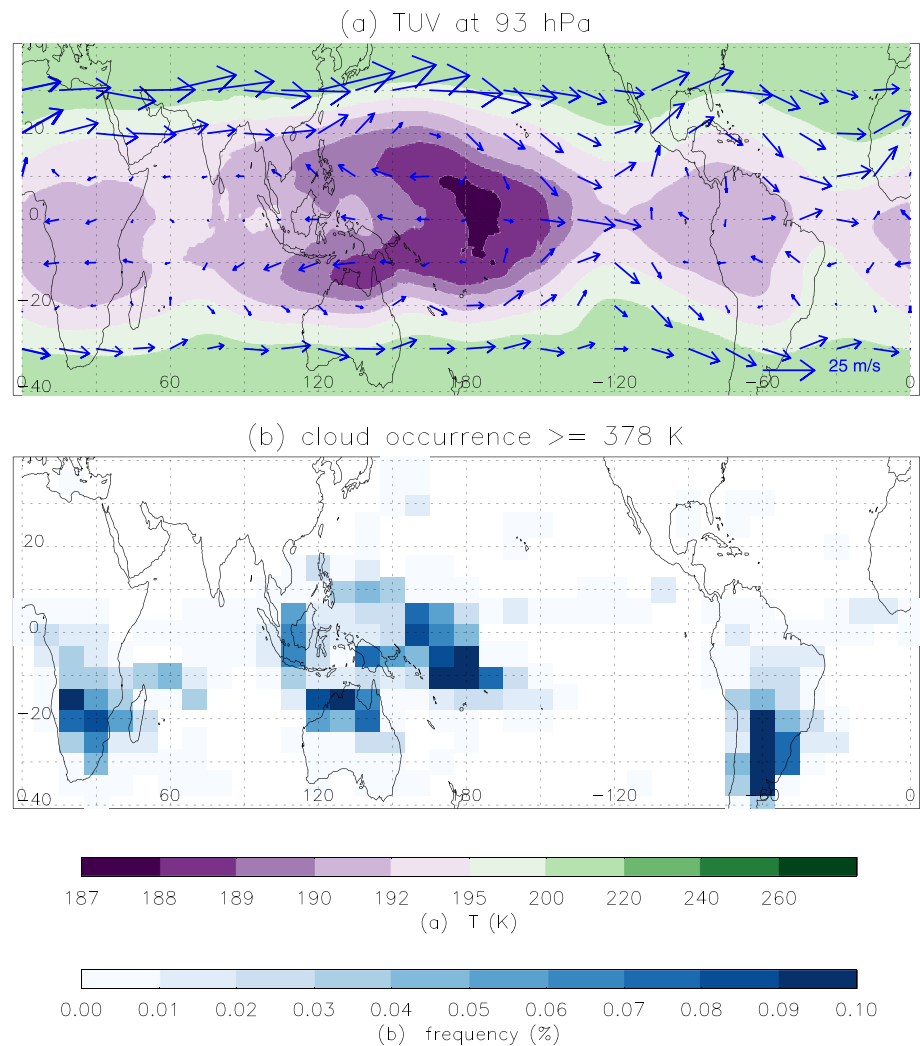 (a) TUV at 93 hPa
20
0
−20
−40
0 60 120 180 −120 −60 0
25 m/s
(b) cloud occurrence >= 378 K
20
0
−20
−40
0 60 120 180 −120 −60 0
187 188 189 190 192 195 200 220 240 260
(a) T (K)
0.00 0.01 0.02 0.03 0.04 0.05 0.06 0.07 0.08 0.09 0.10
(b) frequency (%)